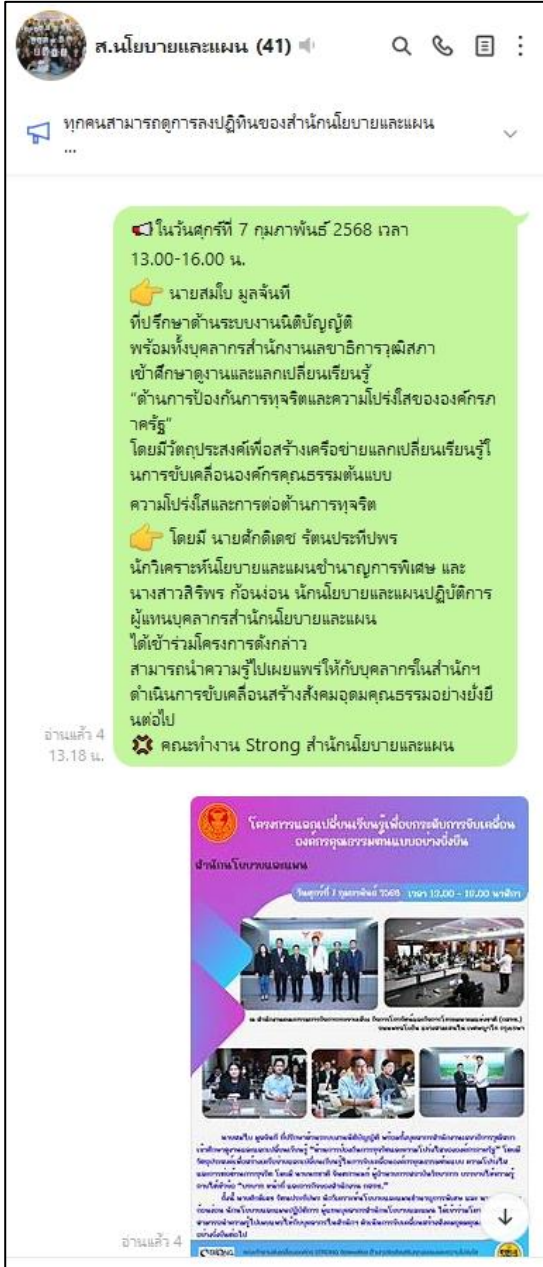 ส.นโยบายและแผน (41)
ทุกคนสามารถดูการลงปฏิทินของสำนักนโยบายและแผน
...
ในวันศุกร์ที่ 7 กุมภาพันธ์ 2568 เวลา
13.00-16.00 น.
👉 นายสมใบ มูลจันที
ที่ปรึกษาด้านระบบงานนิติบัญญัติ
พร้อมทั้งบุคลากรสำนักงานเลขาธิการวุฒิสภา
เข้าศึกษาดูงานและแลกเปลี่ยนเรียนรู้
“ด้านการป้องกันการทุจริตและความโปร่งใสขององค์กรภ
าครัฐ”
โดยมีวัตถุประสงค์เพื่อสร้างเครือข่ายแลกเปลี่ยนเรียนรู้ใ
นการขับเคลื่อนองค์กรคุณธรรมต้นแบบ
ความโปร่งใสและการต่อต้านการทุจริต
👉 โดยมี นายศักดิเดช รัตนประทีปพร
นักวิเคราะห์นโยบายและแผนชำนาญการพิเศษ และ
นางสาวสิริพร ก้อนง่อน นักนโยบายและแผนปฏิบัติการ
ผู้แทนบุคลากรสำนักนโยบายและแผน
ได้เข้าร่วมโครงการดังกล่าว
สามารถนำความรู้ไปเผยแพร่ให้กับบุคลากรในสำนักฯ
ดำเนินการขับเคลื่อนสร้างสังคมอุดมคุณธรรมอย่างยั่งยื
นต่อไป
💢 คณะทำงาน Strong สำนักนโยบายและแผน
อ่านแล้ว 4
13.18 น.
โครงการแลกเปลี่ยนเรียนรู้เพื่อยกระดับการขับเคลื่อน
องค์กรคุณธรรมต้นแบบอย่างยั่งยืน
สำนักนโยบายและแผน
วันศุกร์ที่ 7 กุมภาพันธ์ 2568 เวลา 13.00 - 16.00 นาฬิกา
อ่านแล้ว 4
STRONG